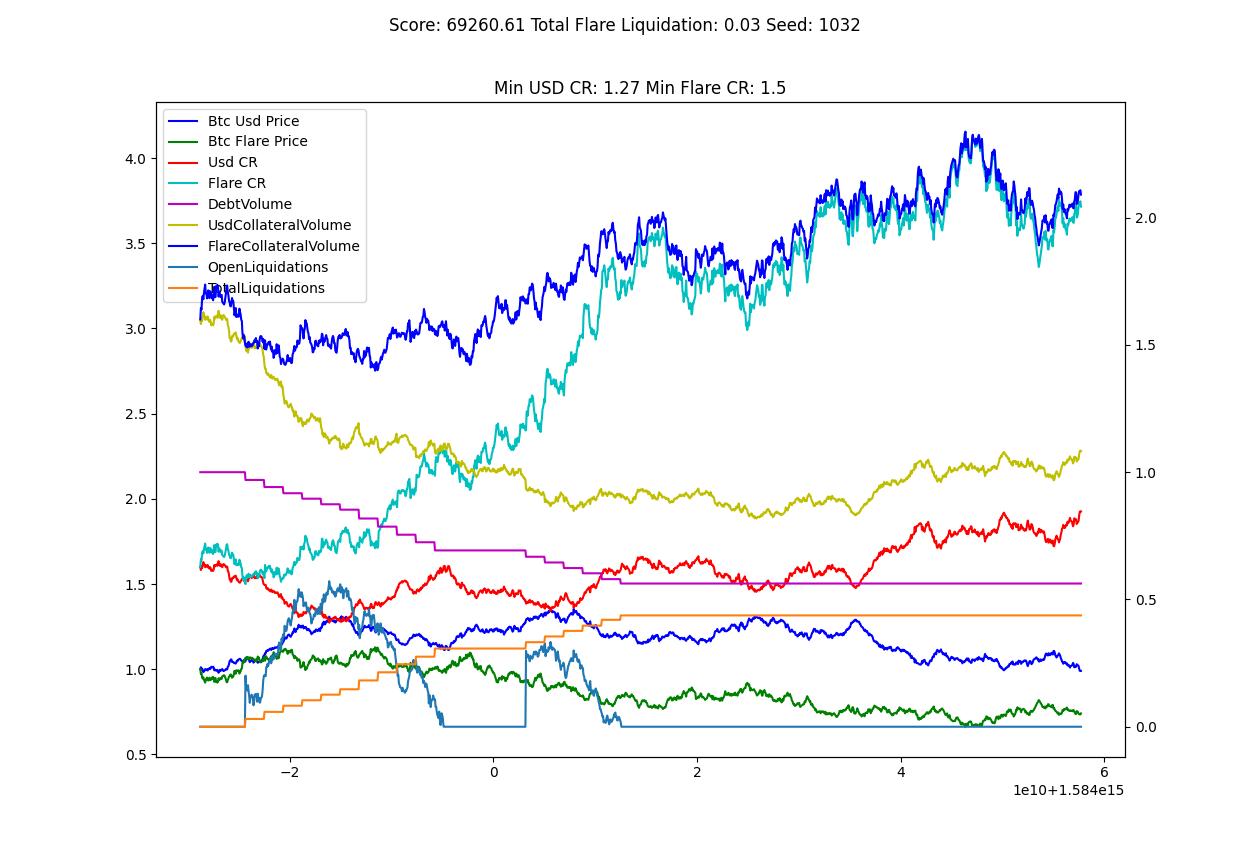 Score: 69260.61 Total Flare Liquidation: 0.03 Seed: 1032
Min USD CR: 1.27 Min Flare CR: 1.5
Btc Usd Price
Btc Flare Price
Usd CR
Flare CR
DebtVolume
UsdCollateralVolume
FlareCollateralVolume
OpenLiquidations
TotalLiquidations
4.0
3.5
3.0
2.5
2.0
1.5
1.0
0.5
2.0
1.5
1.0
0.5
0.0
−2
0
2
4
6
1e10+1.584e15